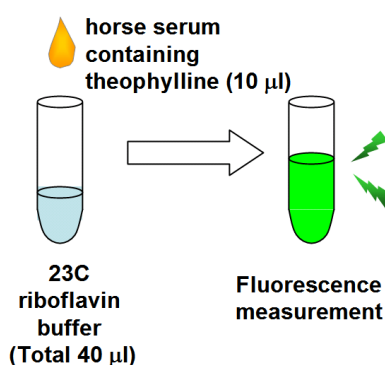 horse serum
containing
theophylline (10 μl)
23C
riboflavin
buffer
(Total 40 μl)
Fluorescence
measurement